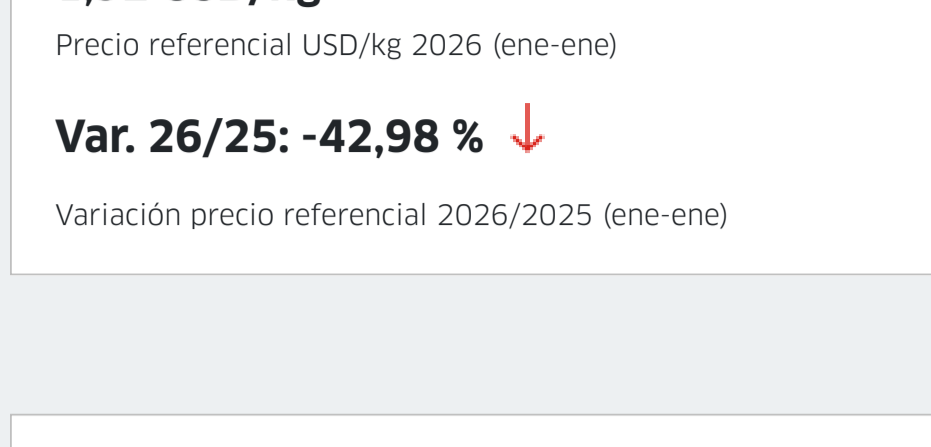 Precio referencial USD/kg 2026 (ene-ene)
Var. 26/25: -42,98 %
Variación precio referencial 2026/2025 (ene-ene)